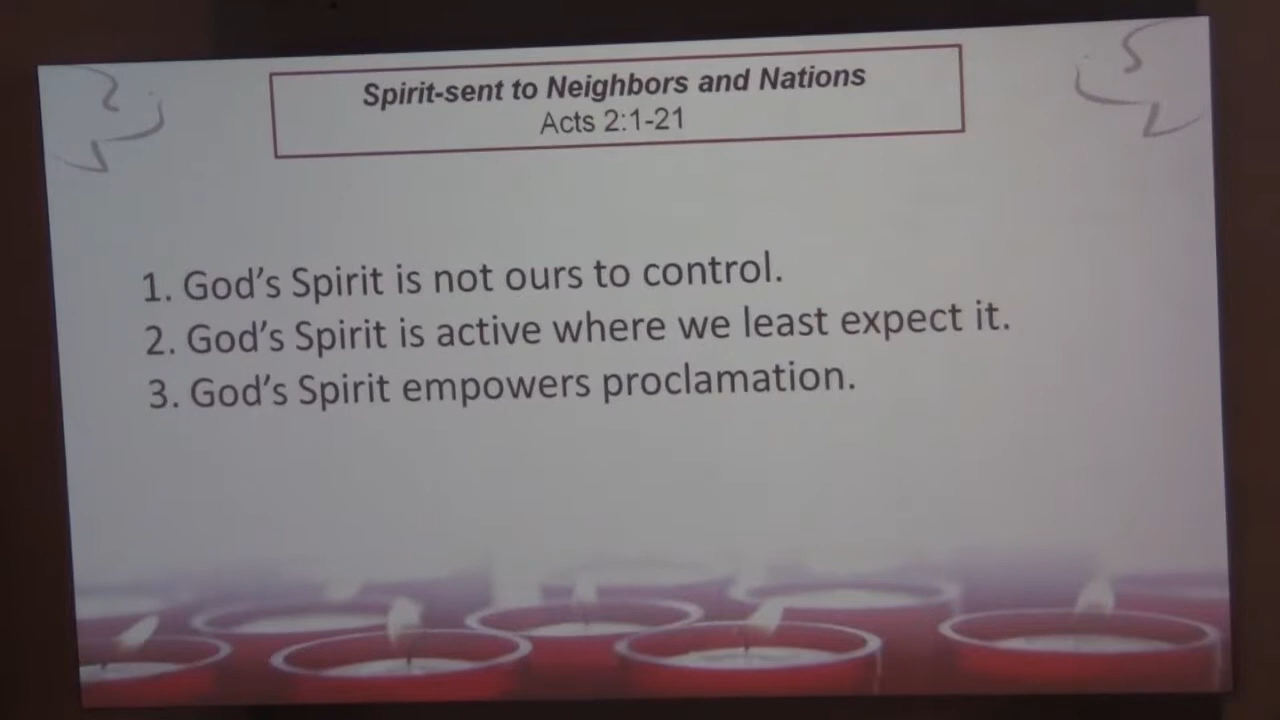 Spirit-sent to Neighbors and Nations
Acts 2:1-21
1. God's Spirit is not ours to control.
2. God's Spirit is active where we least expect it.
3. God's Spirit empowers proclamation.